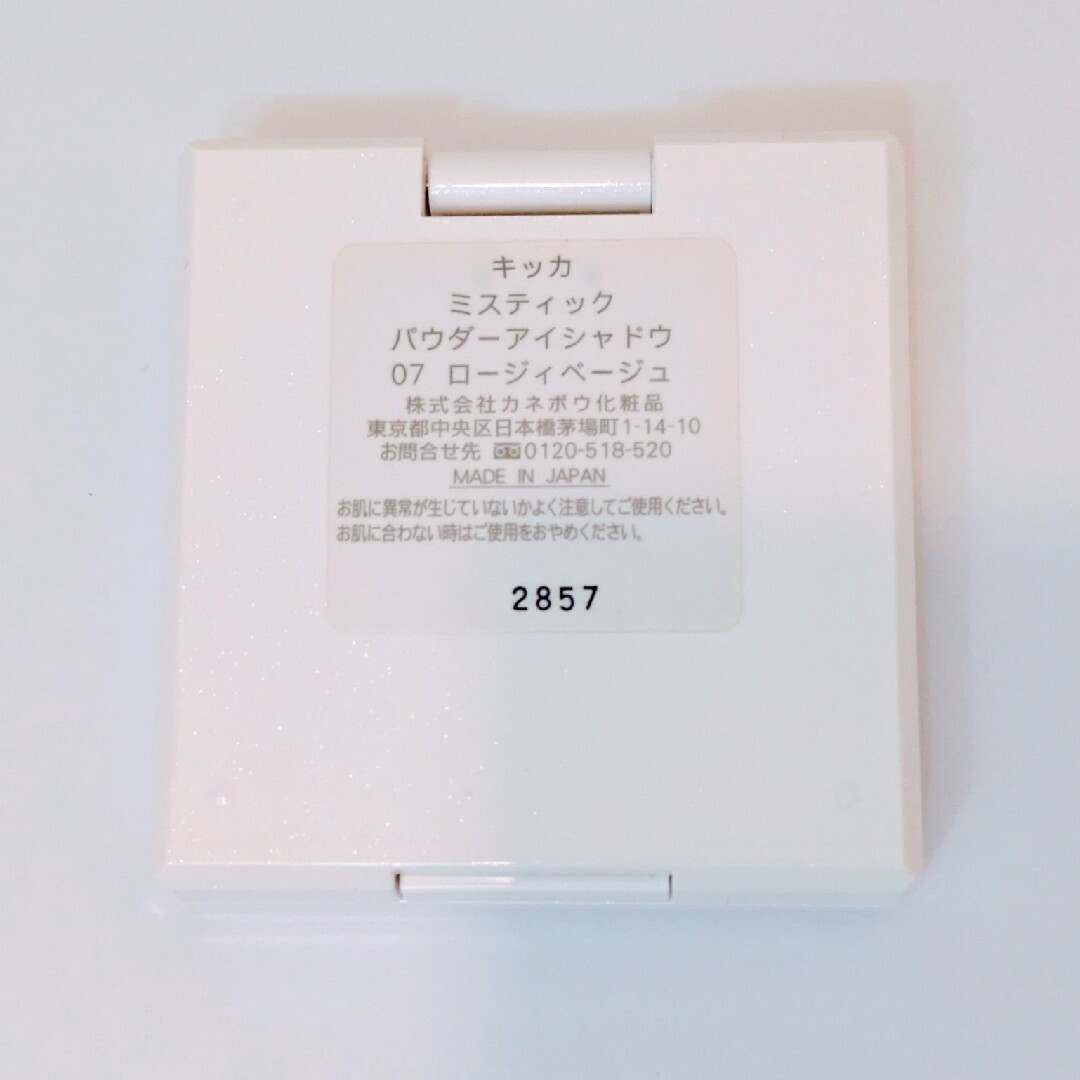 キッカ
ミスティック
パウダーアイシャドウ
07 ロージィベージュ
株式会社カネボウ化粧品
東京都中央区日本橋茅場町1-14-10
お問合せ先 0120-518-520
MADE IN JAPAN
お肌に異常が生じていないかよく注意してご使用ください。
お肌に合わない時はご使用をおやめください。
2857